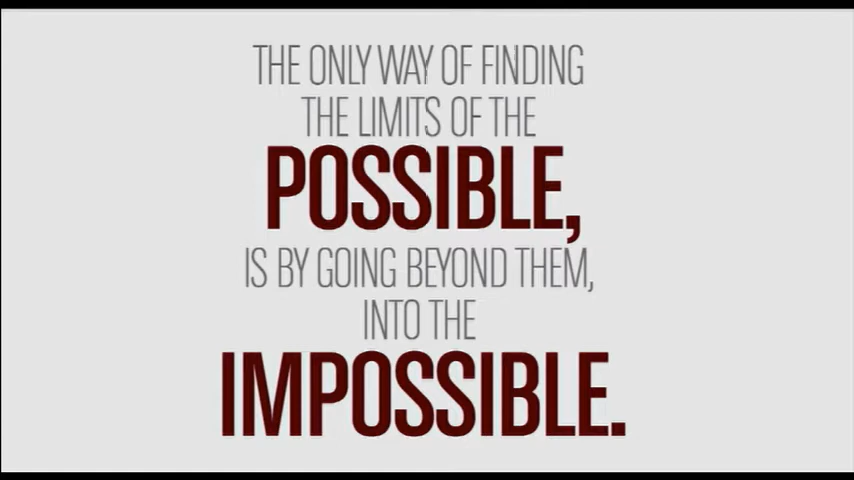 THE ONLY WAY OF FINDING
THE LIMITS OF THE
POSSIBLE,
IS BY GOING BEYOND THEM,
INTO THE
IMPOSSIBLE.